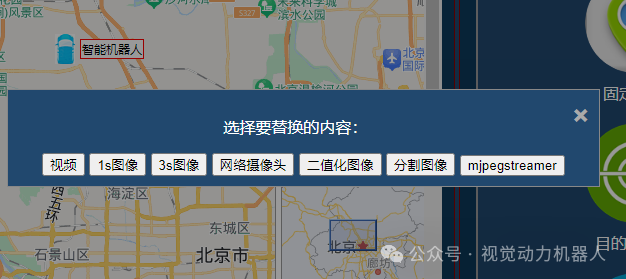 河风景区
未来科学城
滨水公园
S327
智能机器人
北京
国际
北京温榆河公园
固定
选择要替换的内容:
×
视频 1s图像 3s图像 网络摄像头 二值化图像 分割图像 mjpegstreamer
西五环
海淀区
东城区
石景山区
北京市
北京
廊坊
目的
公众号 · 视觉动力机器人